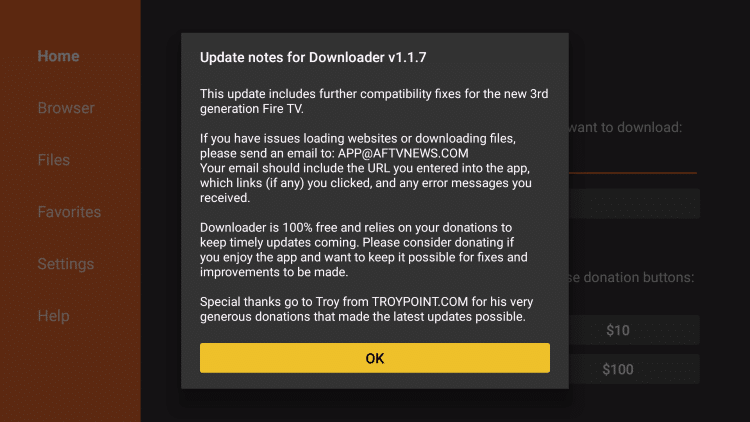 Home
Browser
Files
Favorites
Settings
Help
Update notes for Downloader v1.1.7
This update includes further compatibility fixes for the new 3rd
generation Fire TV.
If you have issues loading websites or downloading files,
please send an email to: APP@AFTVNEWS.COM
Your email should include the URL you entered into the app,
which links (if any) you clicked, and any error messages you
received.
Downloader is 100% free and relies on your donations to
keep timely updates coming. Please consider donating if
you enjoy the app and want to keep it possible for fixes and
improvements to be made.
Special thanks go to Troy from TROYPOINT.COM for his very
generous donations that made the latest updates possible.
OK
want to download:
se donation buttons:
$10
$100